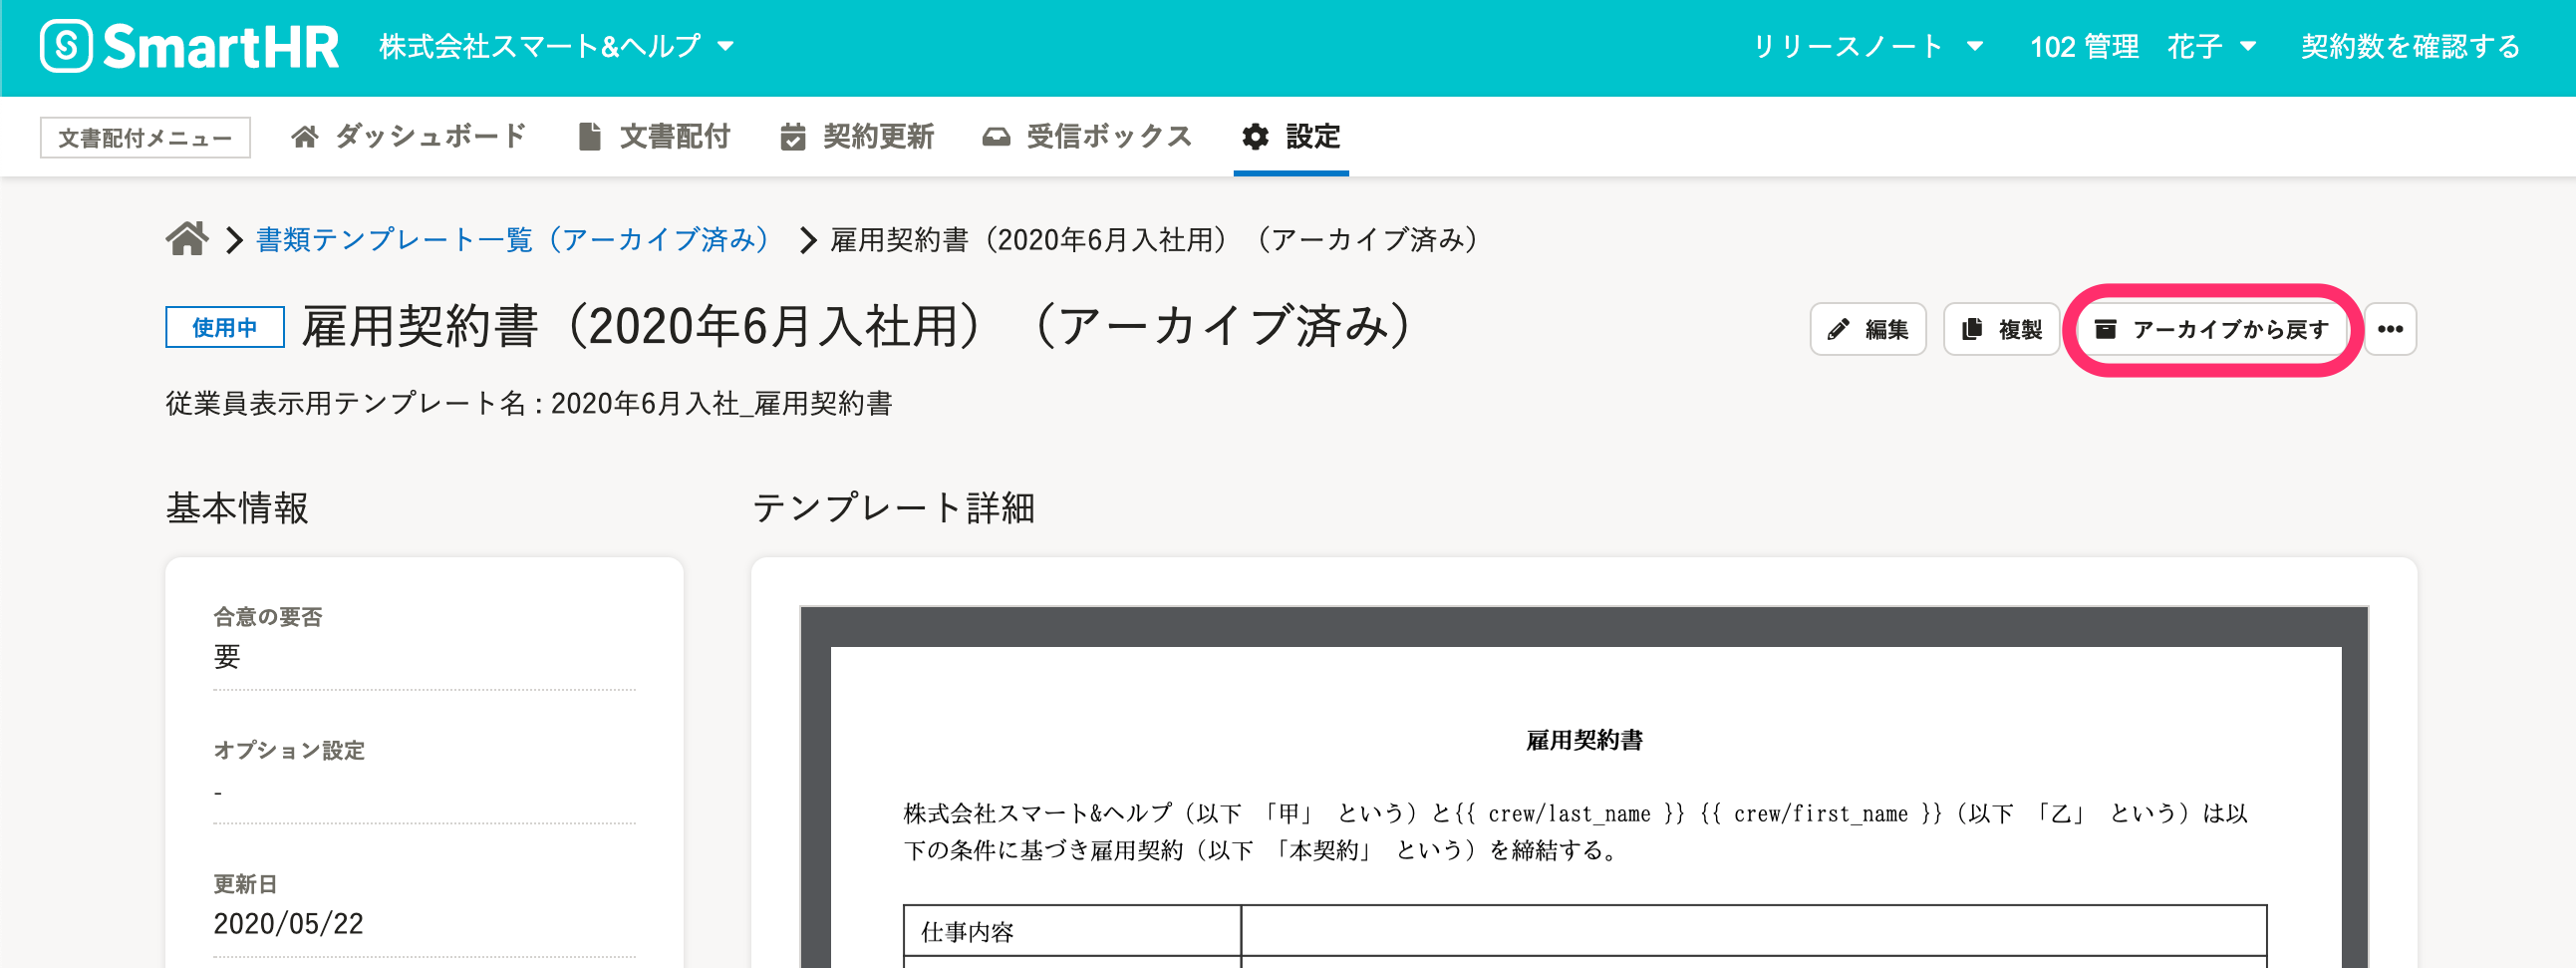 SmartHR 株式会社スマート&ヘルプ リリースノート 102 管理 花子 契約数を確認する
文書配付メニュー ダッシュボード 文書配付 契約更新 受信ボックス 設定
書類テンプレート一覧（アーカイブ済み） 雇用契約書（2020年6月入社用）（アーカイブ済み）
使用中 雇用契約書（2020年6月入社用）（アーカイブ済み） 編集 複製 アーカイブから戻す
従業員表示用テンプレート名 : 2020年6月入社_雇用契約書
基本情報
合意の要否
要
オプション設定
-
更新日
2020/05/22
テンプレート詳細
雇用契約書
株式会社スマート&ヘルプ（以下 「甲」 という）と{{ crew/last_name }} {{ crew/first_name }}（以下 「乙」 という）は以
下の条件に基づき雇用契約（以下 「本契約」 という）を締結する。
仕事内容